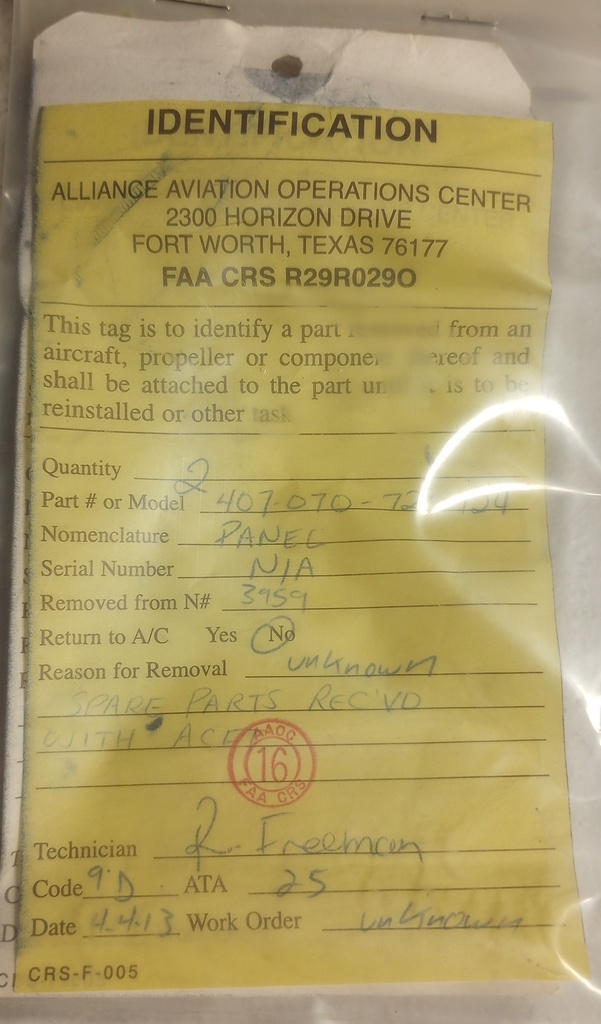 IDENTIFICATION
ALLIANCE AVIATION OPERATIONS CENTER
2300 HORIZON DRIVE
FORT WORTH, TEXAS 76177
FAA CRS R29R029O
This tag is to identify a part from an
aircraft, propeller or and
shall be attached to the part is to be
reinstalled or other task
Quantity 2
Part # or Model
Nomenclature PANEL
Serial Number N/A
Removed from N# 3959
Return to A/C Yes No
Reason for Removal unknown
SPARE PARTS REC'VD
WITH
AAOC
16
FAA CRS
Technician R. Freeman
Code 9D ATA 25
Date 4.4.13 Work Order unknown
CRS-F-005